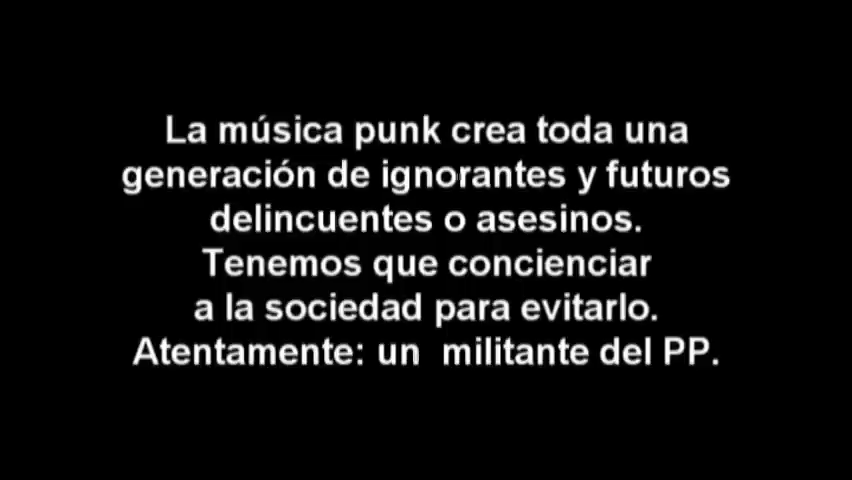 La música punk crea toda una
generación de ignorantes y futuros
delincuentes o asesinos.
Tenemos que concienciar
a la sociedad para evitarlo.
Atentamente: un  militante del PP.